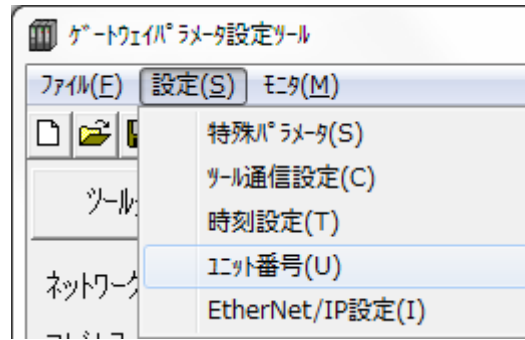 ｹﾞｰﾄｳｪｲﾊﾟﾗﾒｰﾀ設定ﾂｰﾙ
ﾌｧｲﾙ(F) 設定(S) ﾓﾆﾀ(M)
特殊ﾊﾟﾗﾒｰﾀ(S)
ﾂｰﾙ通信設定(C)
ﾂｰﾙ
時刻設定(T)
ﾕﾆｯﾄ番号(U)
ﾈｯﾄﾜｰｸ
EtherNet/IP設定(I)